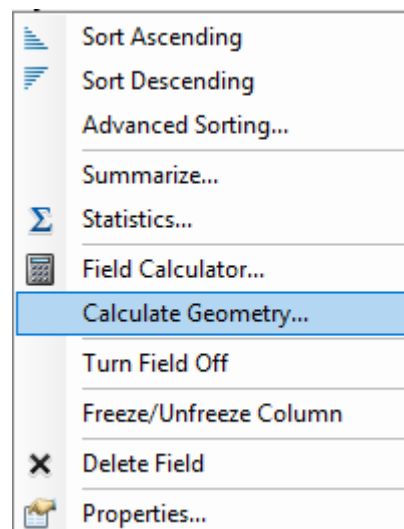 Sort Ascending
Sort Descending
Advanced Sorting...
Summarize...
Statistics...
Field Calculator...
Calculate Geometry...
Turn Field Off
Freeze/Unfreeze Column
Delete Field
Properties...